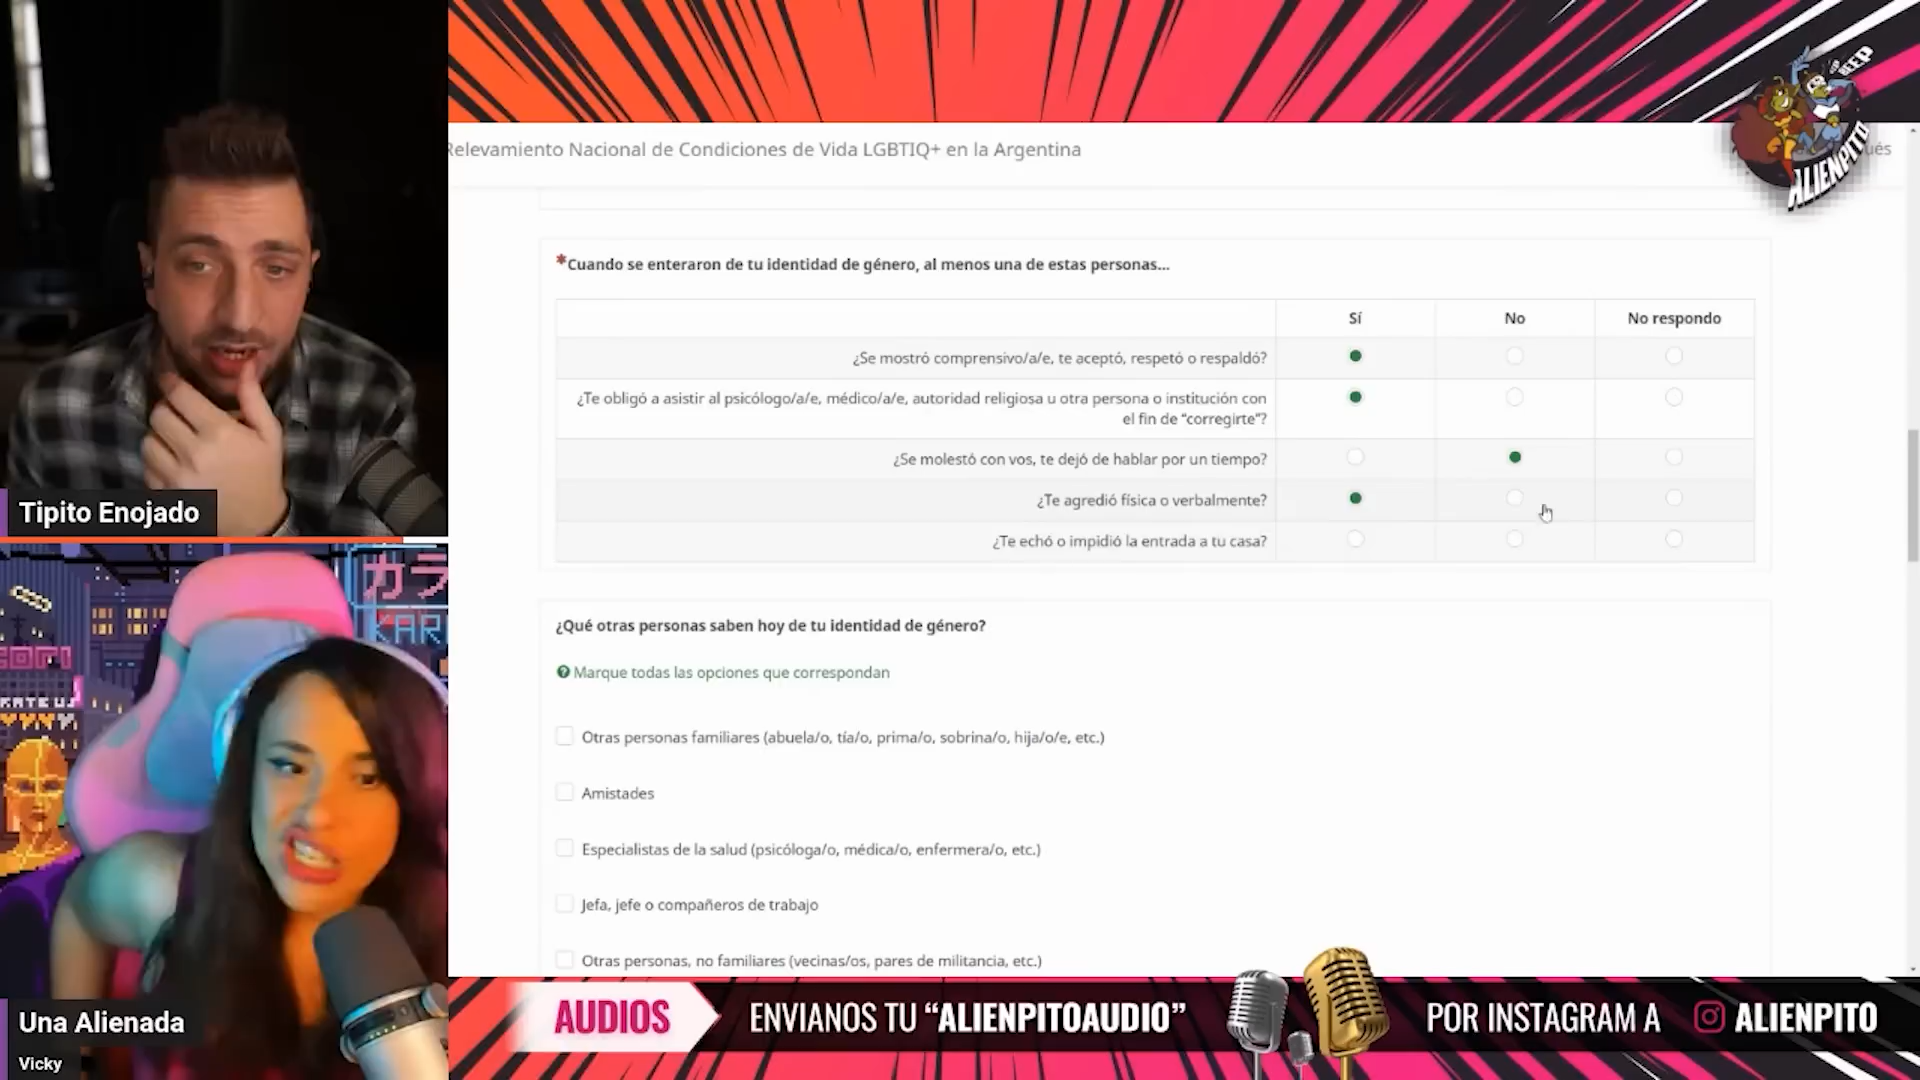 Relevamiento Nacional de Condiciones de Vida LGBTIQ+ en la Argentina
BEEP
ALIENPITO
*Cuando se enteraron de tu identidad de género, al menos una de estas personas...
Sí No No respondo
¿Se mostró comprensivo/a/e, te aceptó, respetó o respaldó?
¿Te obligó a asistir al psicólogo/a/e, médico/a/e, autoridad religiosa u otra persona o institución con
el fin de “corregirte”?
¿Se molestó con vos, te dejó de hablar por un tiempo?
¿Te agredió física o verbalmente?
¿Te echó o impidió la entrada a tu casa?
¿Qué otras personas saben hoy de tu identidad de género?
Marque todas las opciones que correspondan
Otras personas familiares (abuela/o, tía/o, prima/o, sobrina/o, hija/o/e, etc.)
Amistades
Especialistas de la salud (psicóloga/o, médica/o, enfermera/o, etc.)
Jefa, jefe o compañeros de trabajo
Otras personas, no familiares (vecinas/os, pares de militancia, etc.)
Tipito Enojado
カラ
KAR
Una Alienada
Vicky
AUDIOS
ENVIANOS TU “ALIENPITOAUDIO”
POR INSTAGRAM A ALIENPITO